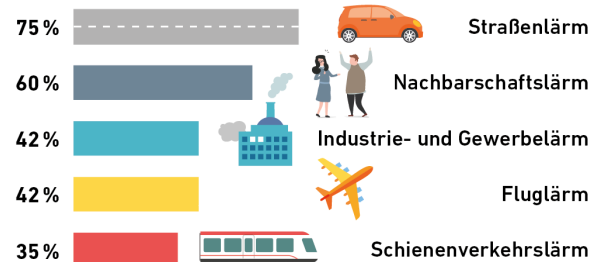 75 % Straßenlärm
60 % Nachbarschaftslärm
42 % Industrie- und Gewerbelärm
42 % Fluglärm
35 % Schienenverkehrslärm